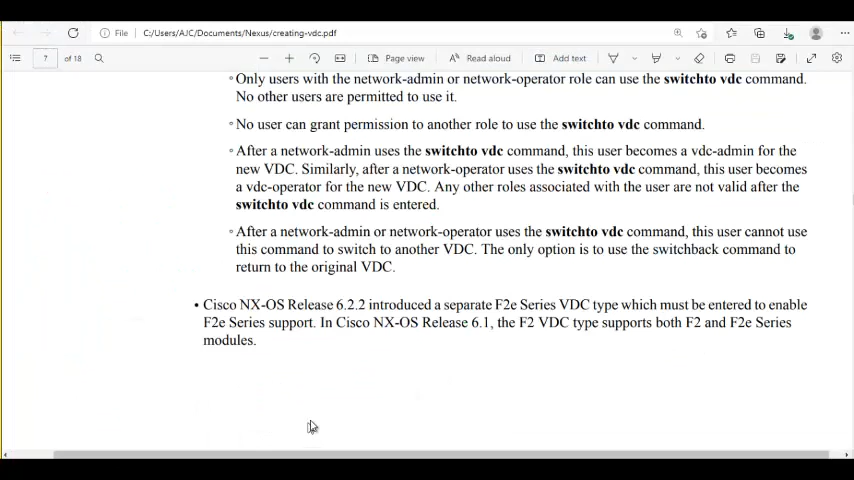 File C:/Users/AJC/Documents/Nexus/creating-vdc.pdf
7 of 18 Page view Read aloud Add text
◦ Only users with the network-admin or network-operator role can use the switchto vdc command.
No other users are permitted to use it.
◦ No user can grant permission to another role to use the switchto vdc command.
◦ After a network-admin uses the switchto vdc command, this user becomes a vdc-admin for the
new VDC. Similarly, after a network-operator uses the switchto vdc command, this user becomes
a vdc-operator for the new VDC. Any other roles associated with the user are not valid after the
switchto vdc command is entered.
◦ After a network-admin or network-operator uses the switchto vdc command, this user cannot use
this command to switch to another VDC. The only option is to use the switchback command to
return to the original VDC.
• Cisco NX-OS Release 6.2.2 introduced a separate F2e Series VDC type which must be entered to enable
F2e Series support. In Cisco NX-OS Release 6.1, the F2 VDC type supports both F2 and F2e Series
modules.